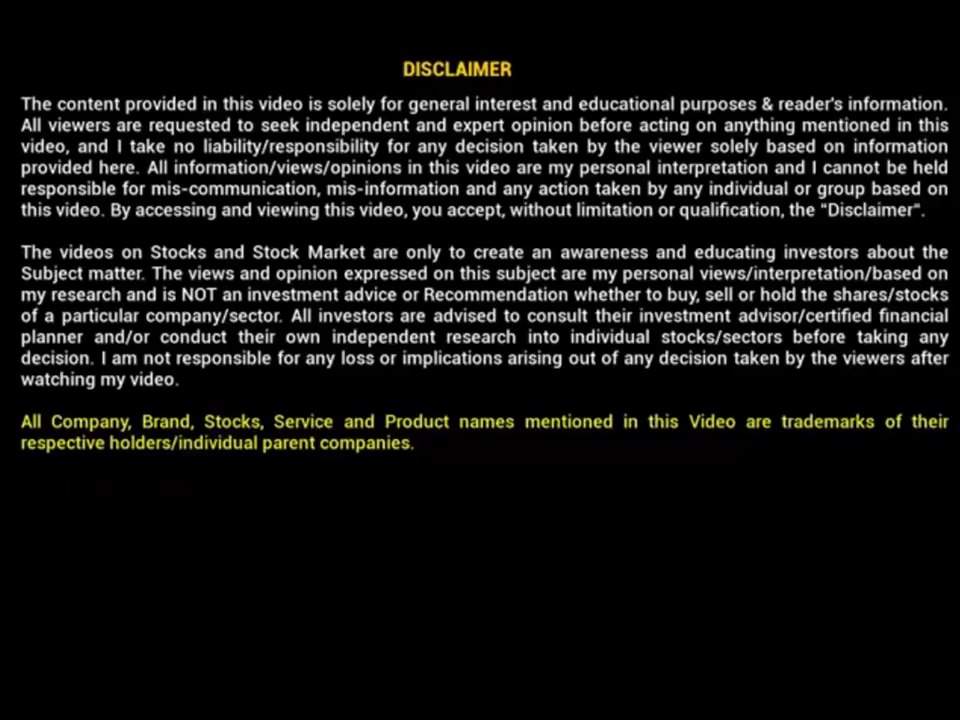 DISCLAIMER
The content provided in this video is solely for general interest and educational purposes & reader's information.
All viewers are requested to seek independent and expert opinion before acting on anything mentioned in this
video, and I take no liability/responsibility for any decision taken by the viewer solely based on information
provided here. All information/views/opinions in this video are my personal interpretation and I cannot be held
responsible for mis-communication, mis-information and any action taken by any individual or group based on
this video. By accessing and viewing this video, you accept, without limitation or qualification, the "Disclaimer".
The videos on Stocks and Stock Market are only to create an awareness and educating investors about the
Subject matter. The views and opinion expressed on this subject are my personal views/interpretation/based on
my research and is NOT an investment advice or Recommendation whether to buy, sell or hold the shares/stocks
of a particular company/sector. All investors are advised to consult their investment advisor/certified financial
planner and/or conduct their own independent research into individual stocks/sectors before taking any
decision. I am not responsible for any loss or implications arising out of any decision taken by the viewers after
watching my video.
All Company, Brand, Stocks, Service and Product names mentioned in this Video are trademarks of their
respective holders/individual parent companies.